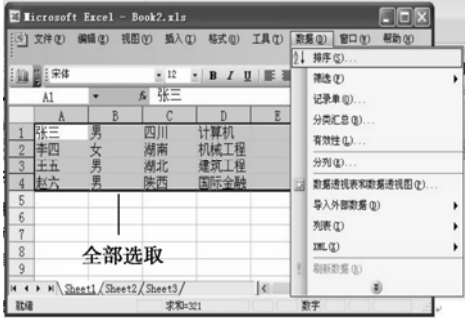 Microsoft Excel - Book2.xls
文件(F) 编辑(E) 视图(V) 插入(I) 格式(O) 工具(T) 数据(D) 窗口(W) 帮助(H)
宋体 12 B I U
A1 fx 张三
A B C D E
1 张三 男 四川 计算机
2 李四 女 湖南 机械工程
3 王五 男 湖北 建筑工程
4 赵六 男 陕西 国际金融
5
6
7
8
9
全部选取
Sheet1 Sheet2 Sheet3
就绪 求和=321 数字
排序(S)...
筛选(F)
记录单(O)...
分类汇总(B)...
有效性(L)...
分列(E)...
数据透视表和数据透视图(P)...
导入外部数据(D)
列表(I)
XML(X)
刷新数据(R)